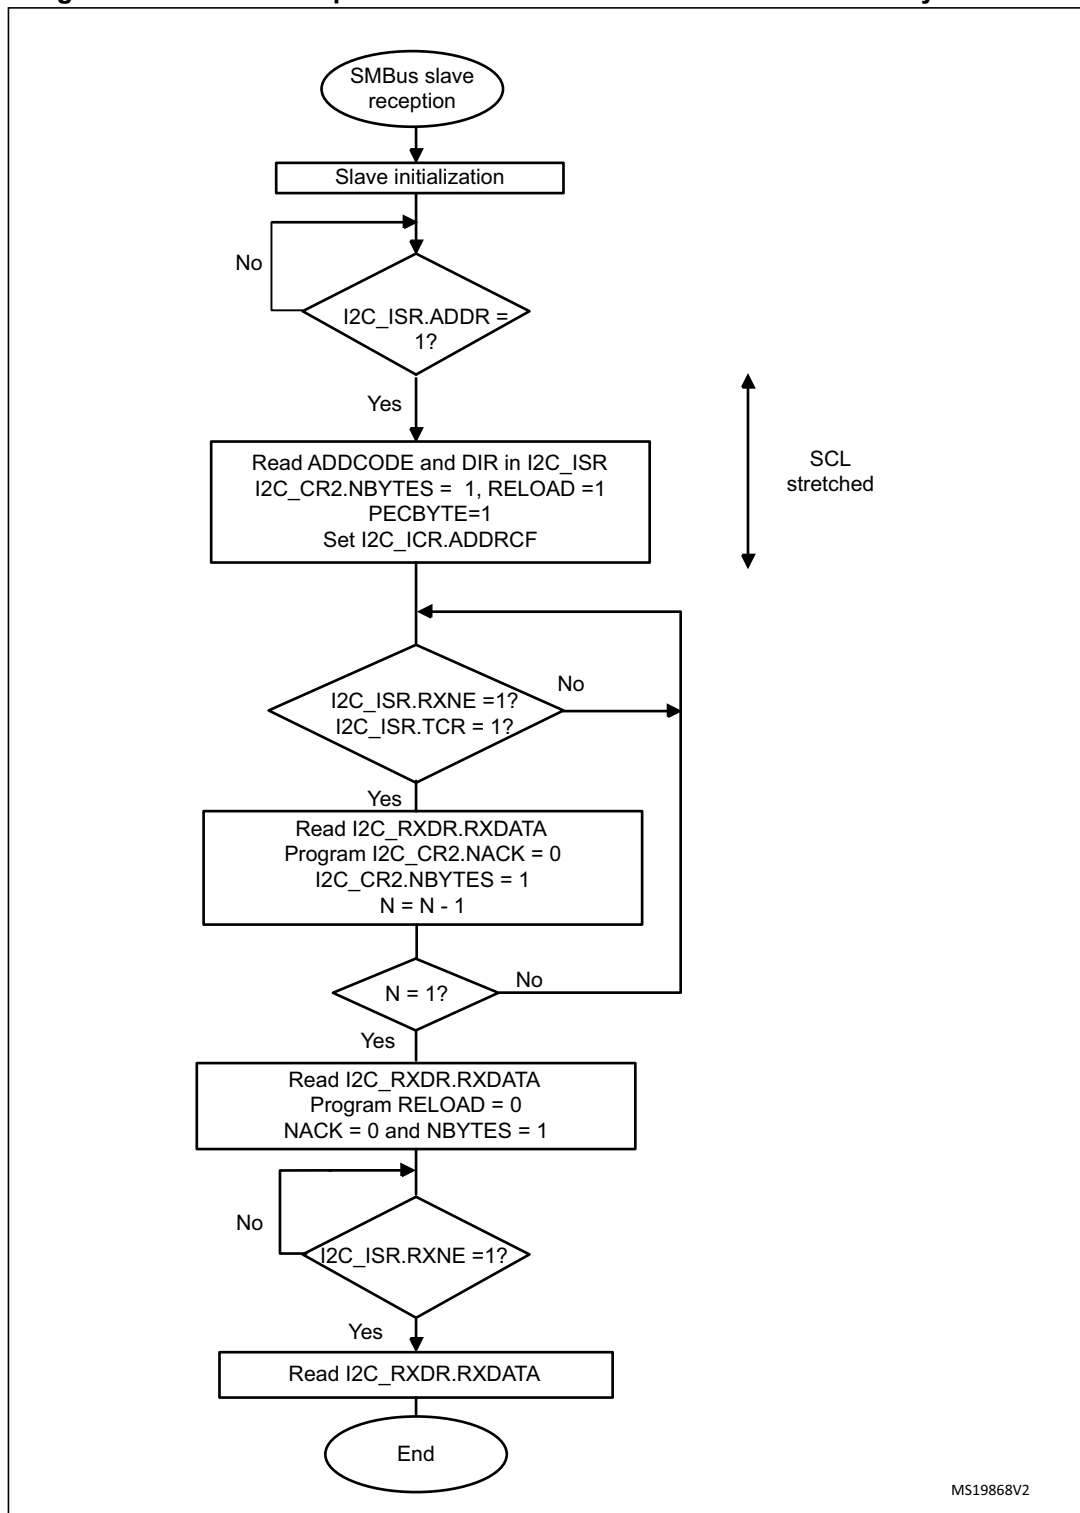 SMBus slave
reception
Slave initialization
No
I2C_ISR.ADDR =
1?
Yes
Read ADDCODE and DIR in I2C_ISR
I2C_CR2.NBYTES = 1, RELOAD =1
PECBYTE=1
Set I2C_ICR.ADDRCF
SCL
stretched
I2C_ISR.RXNE =1?
I2C_ISR.TCR = 1?
No
Yes
Read I2C_RXDR.RXDATA
Program I2C_CR2.NACK = 0
I2C_CR2.NBYTES = 1
N = N - 1
N = 1?
No
Yes
Read I2C_RXDR.RXDATA
Program RELOAD = 0
NACK = 0 and NBYTES = 1
No
I2C_ISR.RXNE =1?
Yes
Read I2C_RXDR.RXDATA
End
MS19868V2